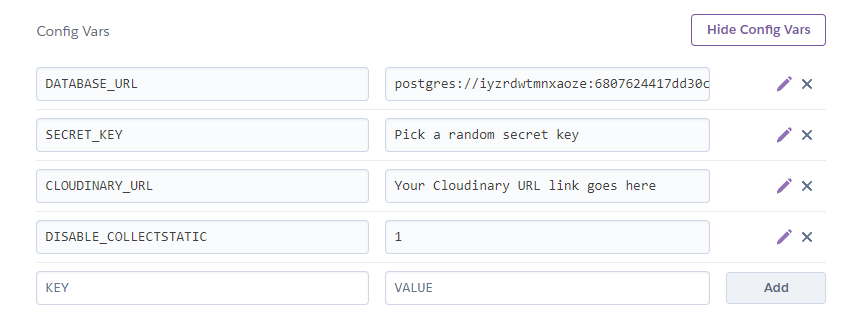 Config Vars
Hide Config Vars
DATABASE_URL postgres://iyzrdwtmnxaoze:6807624417dd30c
SECRET_KEY Pick a random secret key
CLOUDINARY_URL Your Cloudinary URL link goes here
DISABLE_COLLECTSTATIC 1
KEY VALUE Add